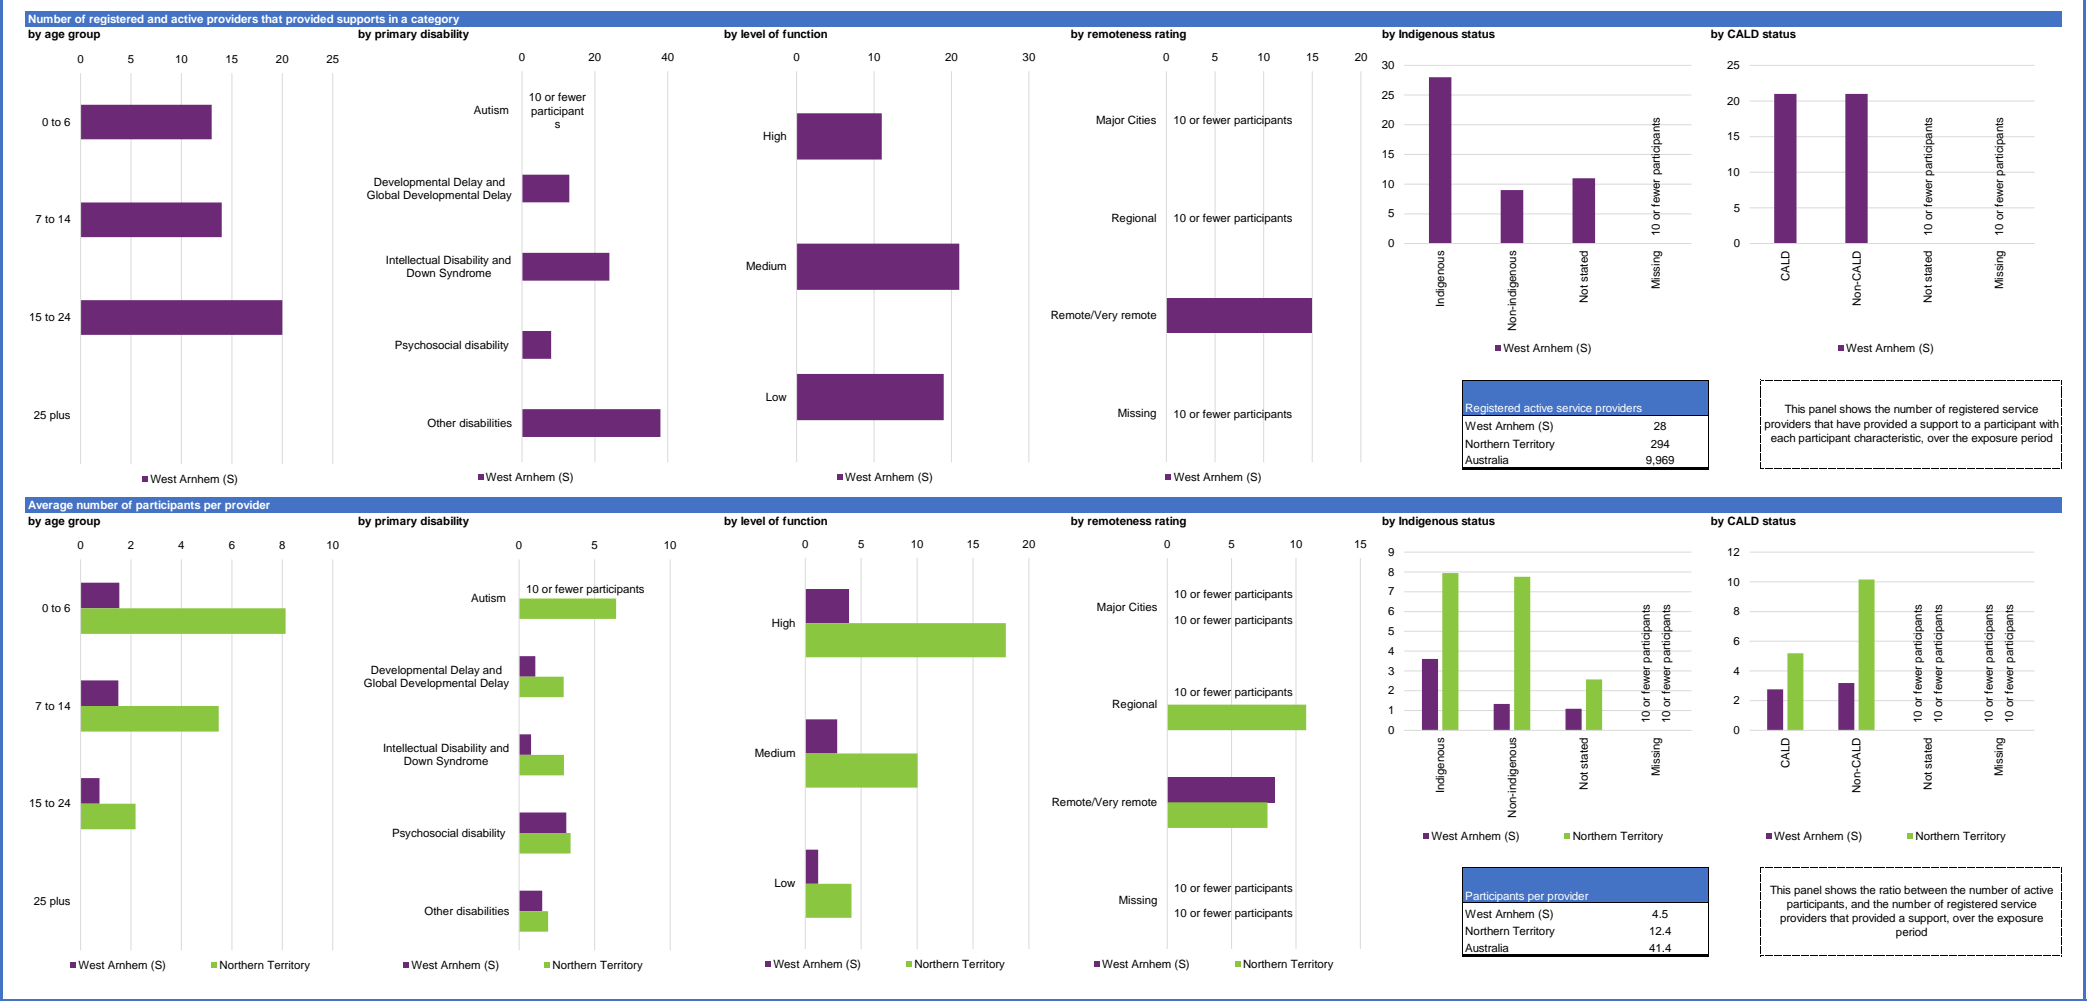 Number of registered and active providers that provided supports in a category
by age group
0 5 10 15 20 25
0 to 6
7 to 14
15 to 24
25 plus
West Arnhem (S)
by primary disability
0 20 40
Autism
10 or fewer
participant
s
Developmental Delay and
Global Developmental Delay
Intellectual Disability and
Down Syndrome
Psychosocial disability
Other disabilities
West Arnhem (S)
by level of function
0 10 20 30
High
Medium
Low
West Arnhem (S)
by remoteness rating
0 5 10 15 20
Major Cities 10 or fewer participants
Regional 10 or fewer participants
Remote/Very remote
Missing 10 or fewer participants
West Arnhem (S)
by Indigenous status
30
25
20
15
10
5
0
10 or fewer participants
Indigenous
Non-indigenous
Not stated
Missing
West Arnhem (S)
by CALD status
25
20
15
10
5
0
10 or fewer participants
10 or fewer participants
CALD
Non-CALD
Not stated
Missing
West Arnhem (S)
Registered active service providers
West Arnhem (S) 28
Northern Territory 294
Australia 9,969
This panel shows the number of registered service
providers that have provided a support to a participant with
each participant characteristic, over the exposure period
Average number of participants per provider
by age group
0 2 4 6 8 10
0 to 6
7 to 14
15 to 24
25 plus
West Arnhem (S) Northern Territory
by primary disability
0 5 10
Autism
10 or fewer participants
Developmental Delay and
Global Developmental Delay
Intellectual Disability and
Down Syndrome
Psychosocial disability
Other disabilities
West Arnhem (S) Northern Territory
by level of function
0 5 10 15 20
High
Medium
Low
West Arnhem (S) Northern Territory
by remoteness rating
0 5 10 15
Major Cities
10 or fewer participants
10 or fewer participants
Regional
10 or fewer participants
Remote/Very remote
Missing
10 or fewer participants
10 or fewer participants
West Arnhem (S) Northern Territory
by Indigenous status
9
8
7
6
5
4
3
2
1
0
10 or fewer participants
10 or fewer participants
Indigenous
Non-indigenous
Not stated
Missing
West Arnhem (S) Northern Territory
by CALD status
12
10
8
6
4
2
0
10 or fewer participants
10 or fewer participants
10 or fewer participants
10 or fewer participants
CALD
Non-CALD
Not stated
Missing
West Arnhem (S) Northern Territory
Participants per provider
West Arnhem (S) 4.5
Northern Territory 12.4
Australia 41.4
This panel shows the ratio between the number of active
participants, and the number of registered service
providers that provided a support, over the exposure
period